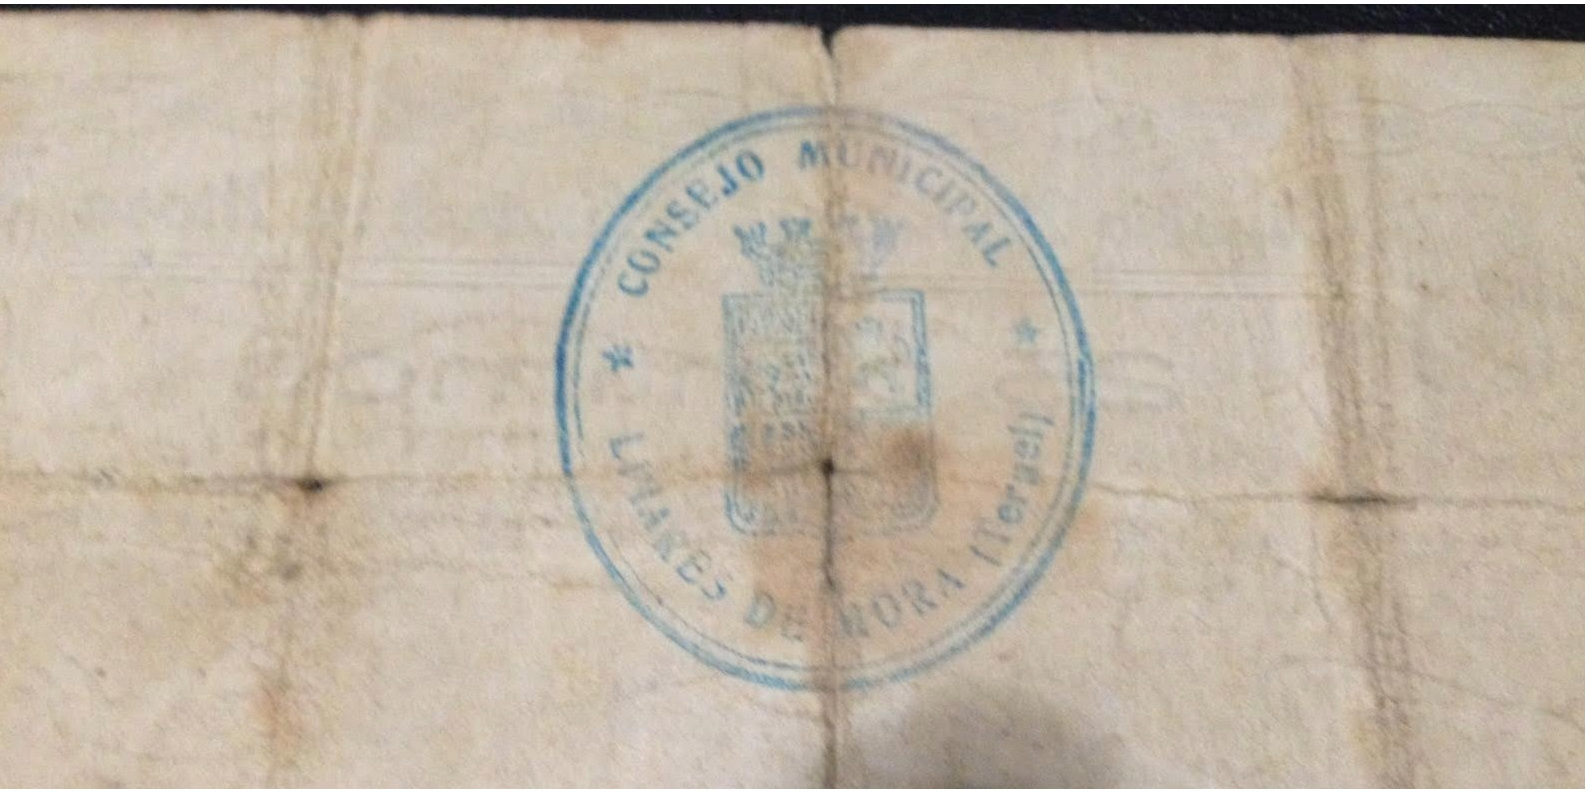 CONSEJO MUNICIPAL
LINARES DE MORA (Teruel)